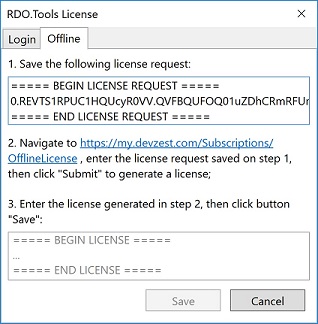 RDO.Tools License
Login Offline
1. Save the following license request:
===== BEGIN LICENSE REQUEST =====
0.REVTS1RPUC1HQUcyR0VV.QVFBQUFOQ01uZDhCRmRFUr
===== END LICENSE REQUEST =====
2. Navigate to https://my.devzest.com/Subscriptions/
OfflineLicense , enter the license request saved on step 1,
then click "Submit" to generate a license;
3. Enter the license generated in step 2, then click button
"Save":
===== BEGIN LICENSE =====
...
===== END LICENSE =====
Save Cancel